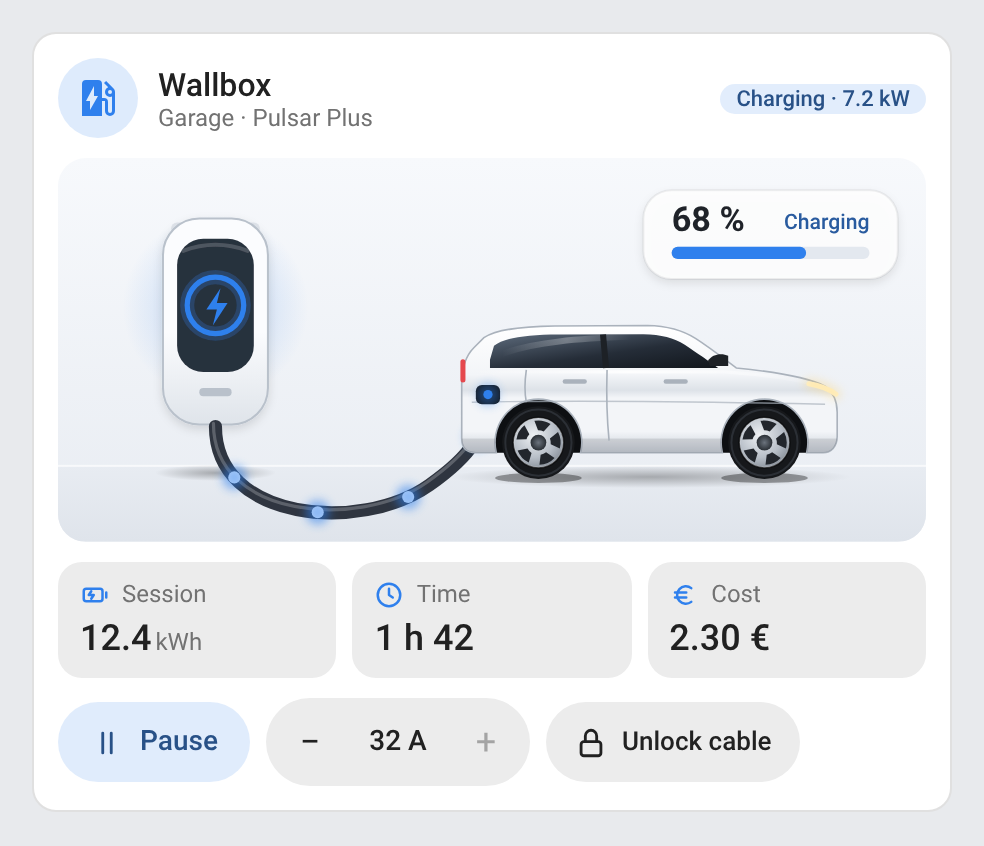 Wallbox
Garage · Pulsar Plus
Charging · 7.2 kW
68 % Charging
Session
12.4 kWh
Time
1 h 42
Cost
2.30 €
Pause
− 32 A +
Unlock cable